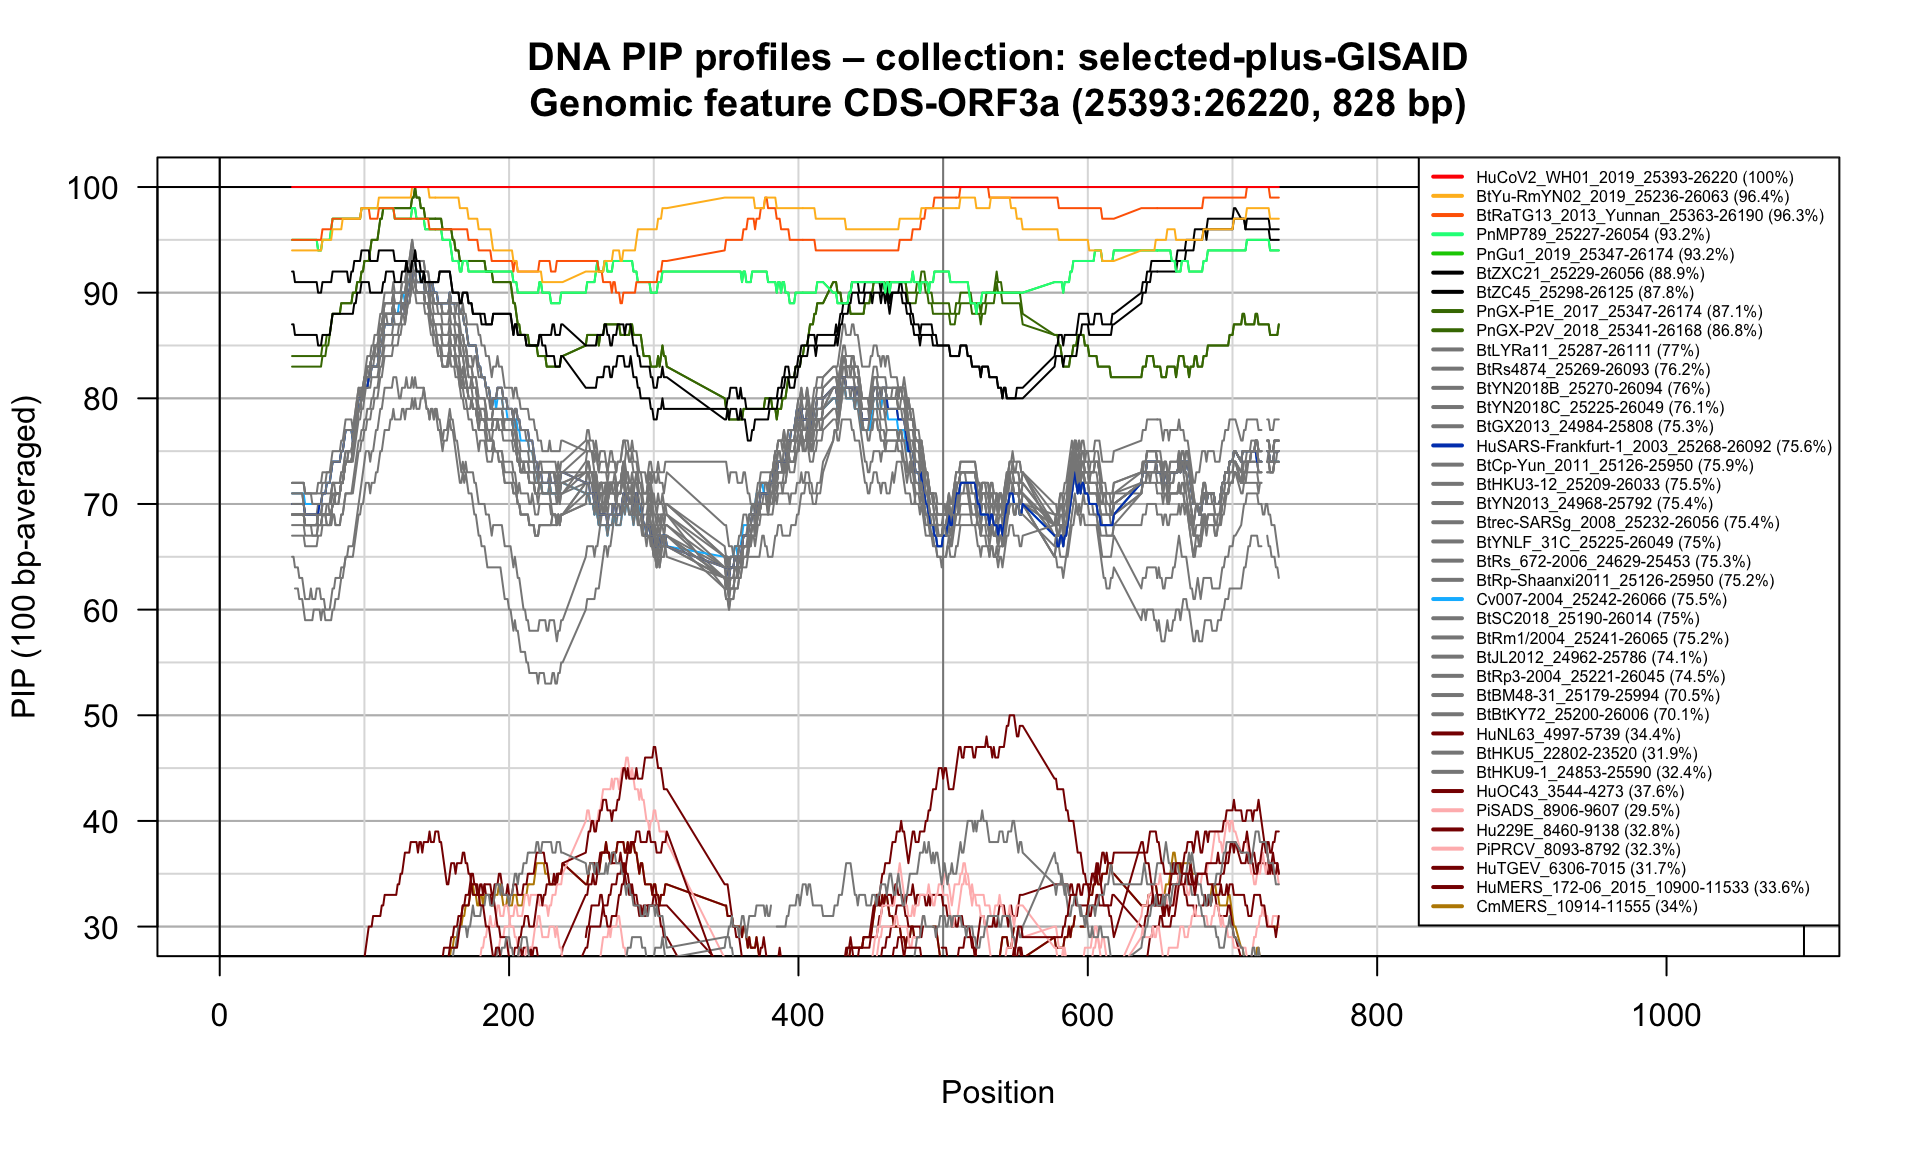 DNA PIP profiles – collection: selected-plus-GISAID
Genomic feature CDS-ORF3a (25393:26220, 828 bp)
PIP (100 bp-averaged)
100
90
80
70
60
50
40
30
0
200
400
600
800
1000
Position
HuCoV2_WH01_2019_25393-26220 (100%)
BtYu-RmYN02_2019_25236-26063 (96.4%)
BtRaTG13_2013_Yunnan_25363-26190 (96.3%)
PnMP789_25227-26054 (93.2%)
PnGu1_2019_25347-26174 (93.2%)
BtZXC21_25229-26056 (88.9%)
BtZC45_25298-26125 (87.8%)
PnGX-P1E_2017_25347-26174 (87.1%)
PnGX-P2V_2018_25341-26168 (86.8%)
BtLYRa11_25287-26111 (77%)
BtRs4874_25269-26093 (76.2%)
BtYN2018B_25270-26094 (76%)
BtYN2018C_25225-26049 (76.1%)
BtGX2013_24984-25808 (75.3%)
HuSARS-Frankfurt-1_2003_25268-26092 (75.6%)
BtCp-Yun_2011_25126-25950 (75.9%)
BtHKU3-12_25209-26033 (75.5%)
BtYN2013_24968-25792 (75.4%)
Btrec-SARSg_2008_25232-26056 (75.4%)
BtYNLF_31C_25225-26049 (75%)
BtRs_672-2006_24629-25453 (75.3%)
BtRp-Shaanxi2011_25126-25950 (75.2%)
Cv007-2004_25242-26066 (75.5%)
BtSC2018_25190-26014 (75%)
BtRm1/2004_25241-26065 (75.2%)
BtJL2012_24962-25786 (74.1%)
BtRp3-2004_25221-26045 (74.5%)
BtBM48-31_25179-25994 (70.5%)
BtBtKY72_25200-26006 (70.1%)
HuNL63_4997-5739 (34.4%)
BtHKU5_22802-23520 (31.9%)
BtHKU9-1_24853-25590 (32.4%)
HuOC43_3544-4273 (37.6%)
PiSADS_8906-9607 (29.5%)
Hu229E_8460-9138 (32.8%)
PiPRCV_8093-8792 (32.3%)
HuTGEV_6306-7015 (31.7%)
HuMERS_172-06_2015_10900-11533 (33.6%)
CmMERS_10914-11555 (34%)